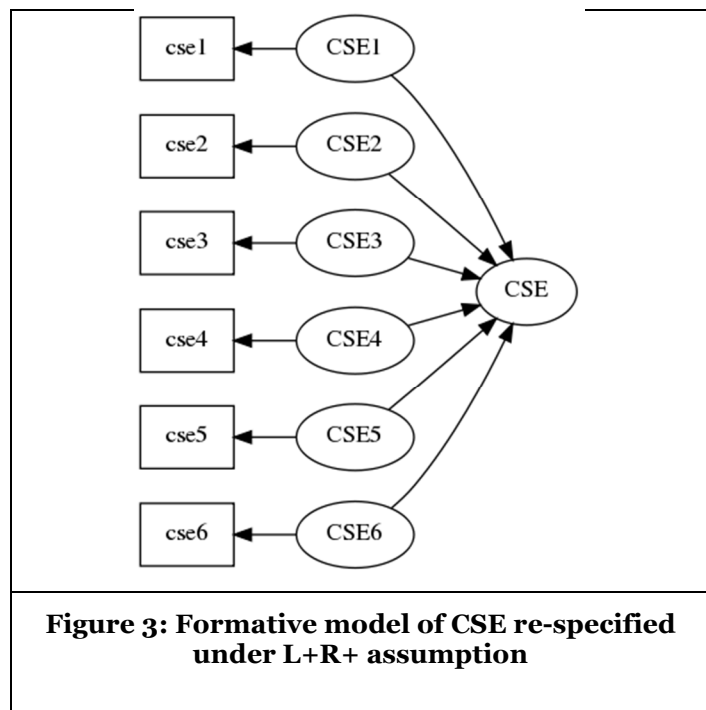 cse1 CSE1
cse2 CSE2
cse3 CSE3
CSE
cse4 CSE4
cse5 CSE5
cse6 CSE6
Figure 3: Formative model of CSE re-specified
under L+R+ assumption